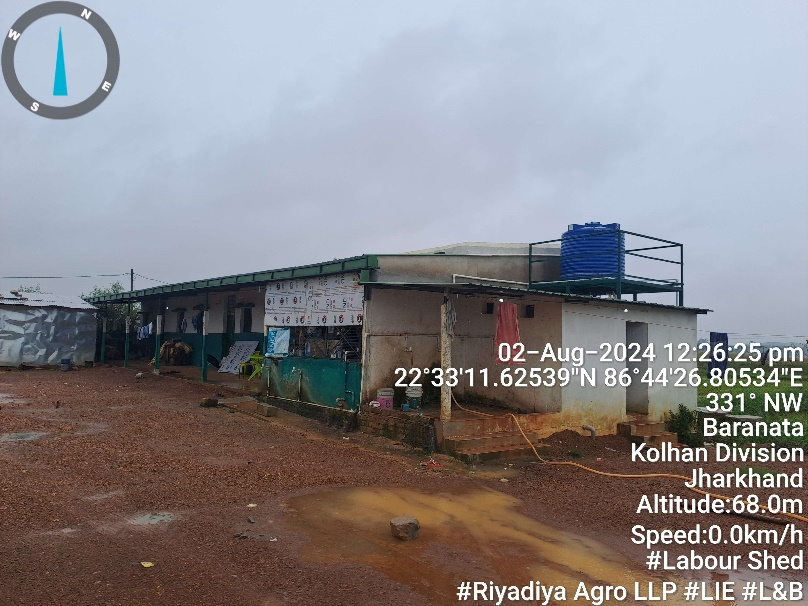 N
W
E
S
02-Aug-2024 12:26:25 pm
22°33'11.62539"N 86°44'26.80534"E
331° NW
Baranata
Kolhan Division
Jharkhand
Altitude:68.0m
Speed:0.0km/h
#Labour Shed
#Riyadiya Agro LLP #LIE #L&B